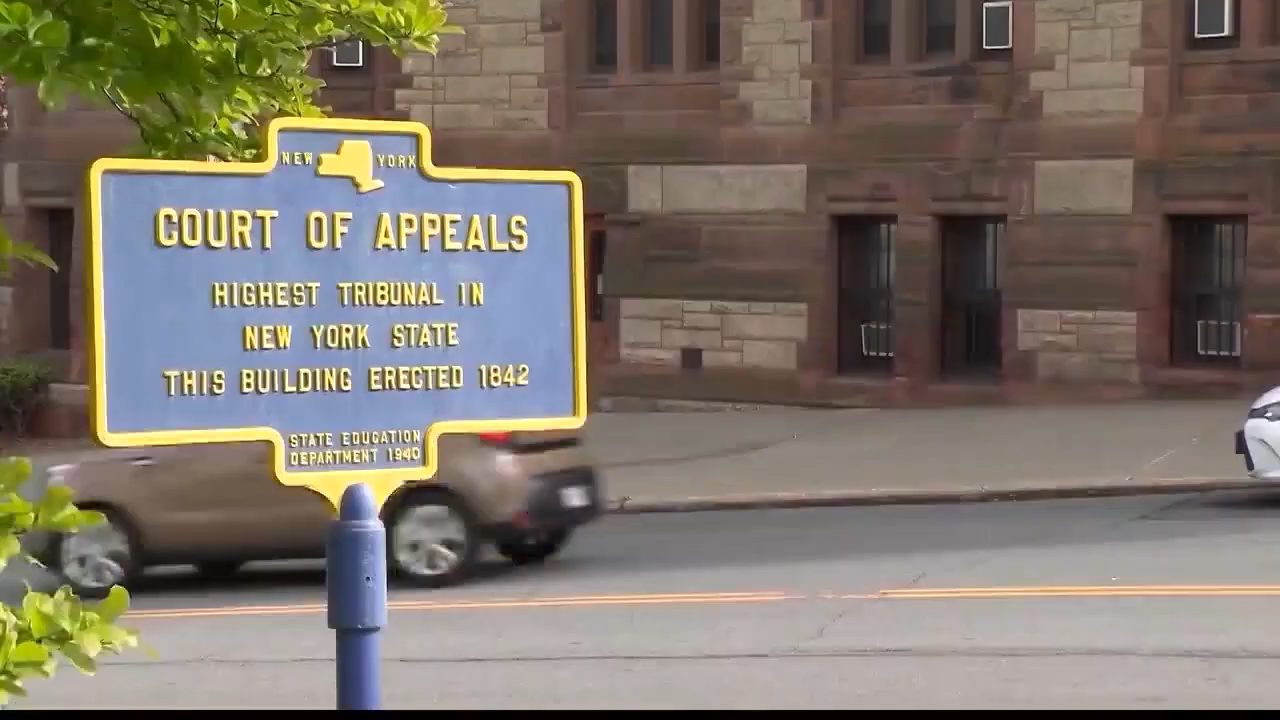 NEW YORK
COURT OF APPEALS
HIGHEST TRIBUNAL IN
NEW YORK STATE
THIS BUILDING ERECTED 1842
STATE EDUCATION
DEPARTMENT 1940